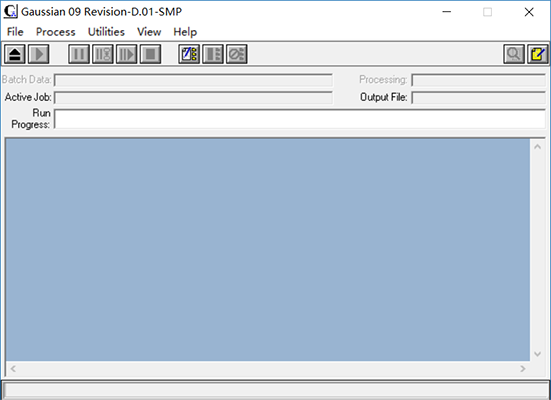 Gaussian 09 Revision-D.01-SMP
File Process Utilities View Help
Batch Data: Processing:
Active Job: Output File:
Run
Progress: